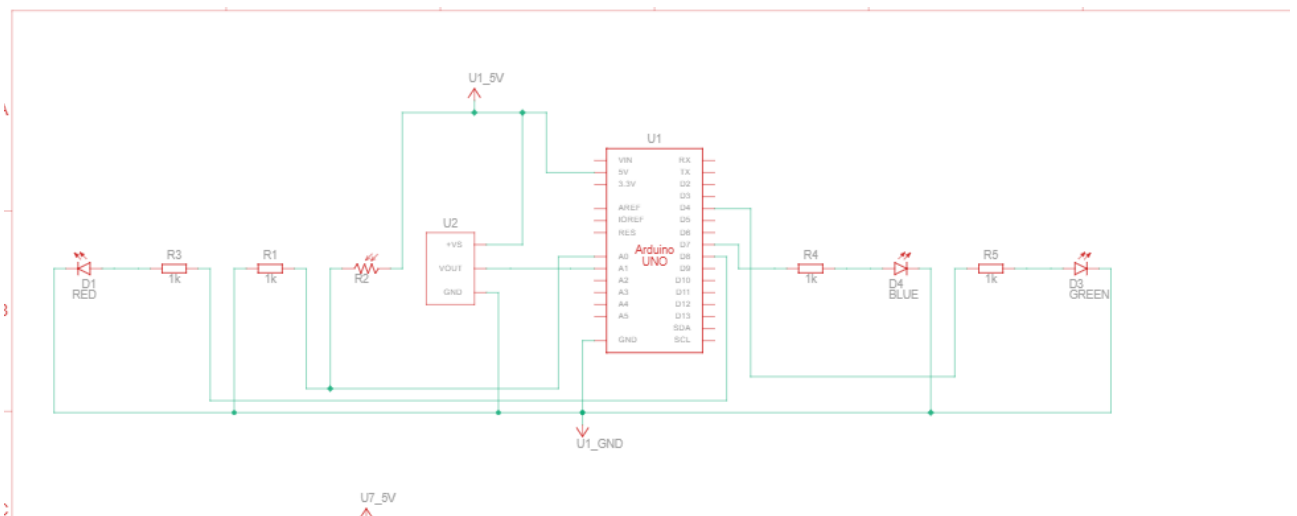 U1_5V
A
U1
VIN RX
5V TX
3.3V D2
D3
AREF D4
IOREF D5
RES D6
Arduino
UNO
D7
A0 D8
A1 D9
A2 D10
A3 D11
A4 D12
A5 D13
SDA
GND SCL
U2
+VS
VOUT
GND
R3
1k
R1
1k
R2
D1
RED
R4
1k
D4
BLUE
R5
1k
D3
GREEN
B
U1_GND
U7_5V
C